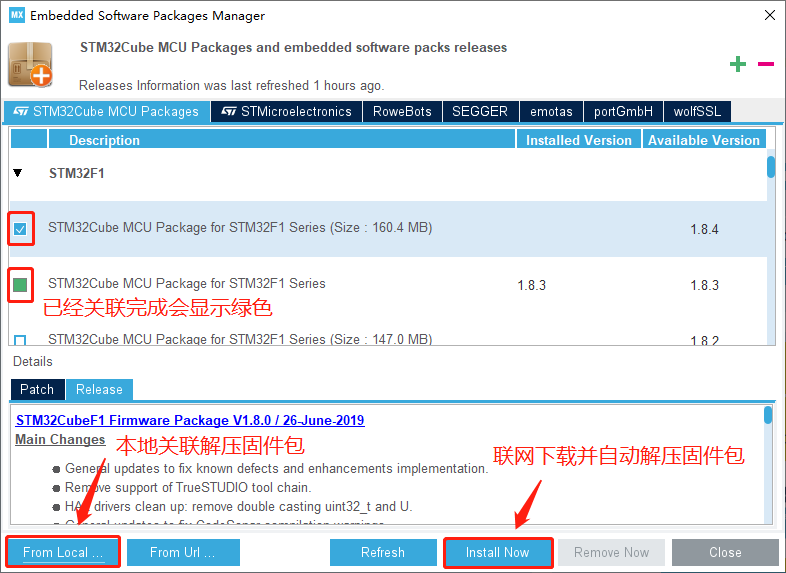 MX Embedded Software Packages Manager
STM32Cube MCU Packages and embedded software packs releases
Releases Information was last refreshed 1 hours ago.
STM32Cube MCU Packages STMicroelectronics RoweBots SEGGER emotas portGmbH wolfSSL
Description Installed Version Available Version
STM32F1
STM32Cube MCU Package for STM32F1 Series (Size : 160.4 MB) 1.8.4
STM32Cube MCU Package for STM32F1 Series 1.8.3 1.8.3
已经关联完成会显示绿色
STM32Cube MCU Package for STM32F1 Series (Size : 147.0 MB) 1.8.2
Details
Patch Release
STM32CubeF1 Firmware Package V1.8.0 / 26-June-2019
Main Changes
本地关联解压固件包
联网下载并自动解压固件包
General updates to fix known defects and enhancements implementation.
Remove support of TrueSTUDIO tool chain.
HAL drivers clean up: remove double casting uint32_t and U.
General updates to fix CodeSonar compilation warnings
From Local ... From Url ... Refresh Install Now Remove Now Close